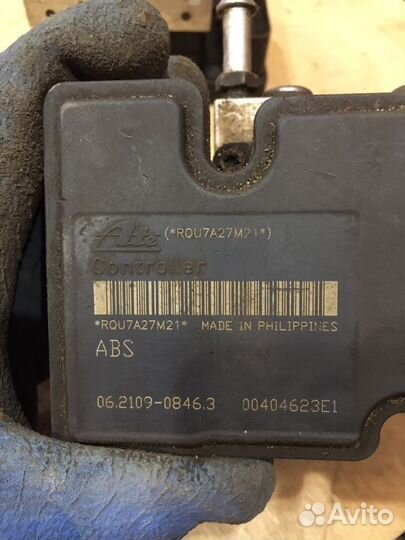 Ate (*RQU7A27M21*)
Controller
*RQU7A27M21* MADE IN PHILIPPINES
ABS
06.2109-0846.3 00404623E1
Avito